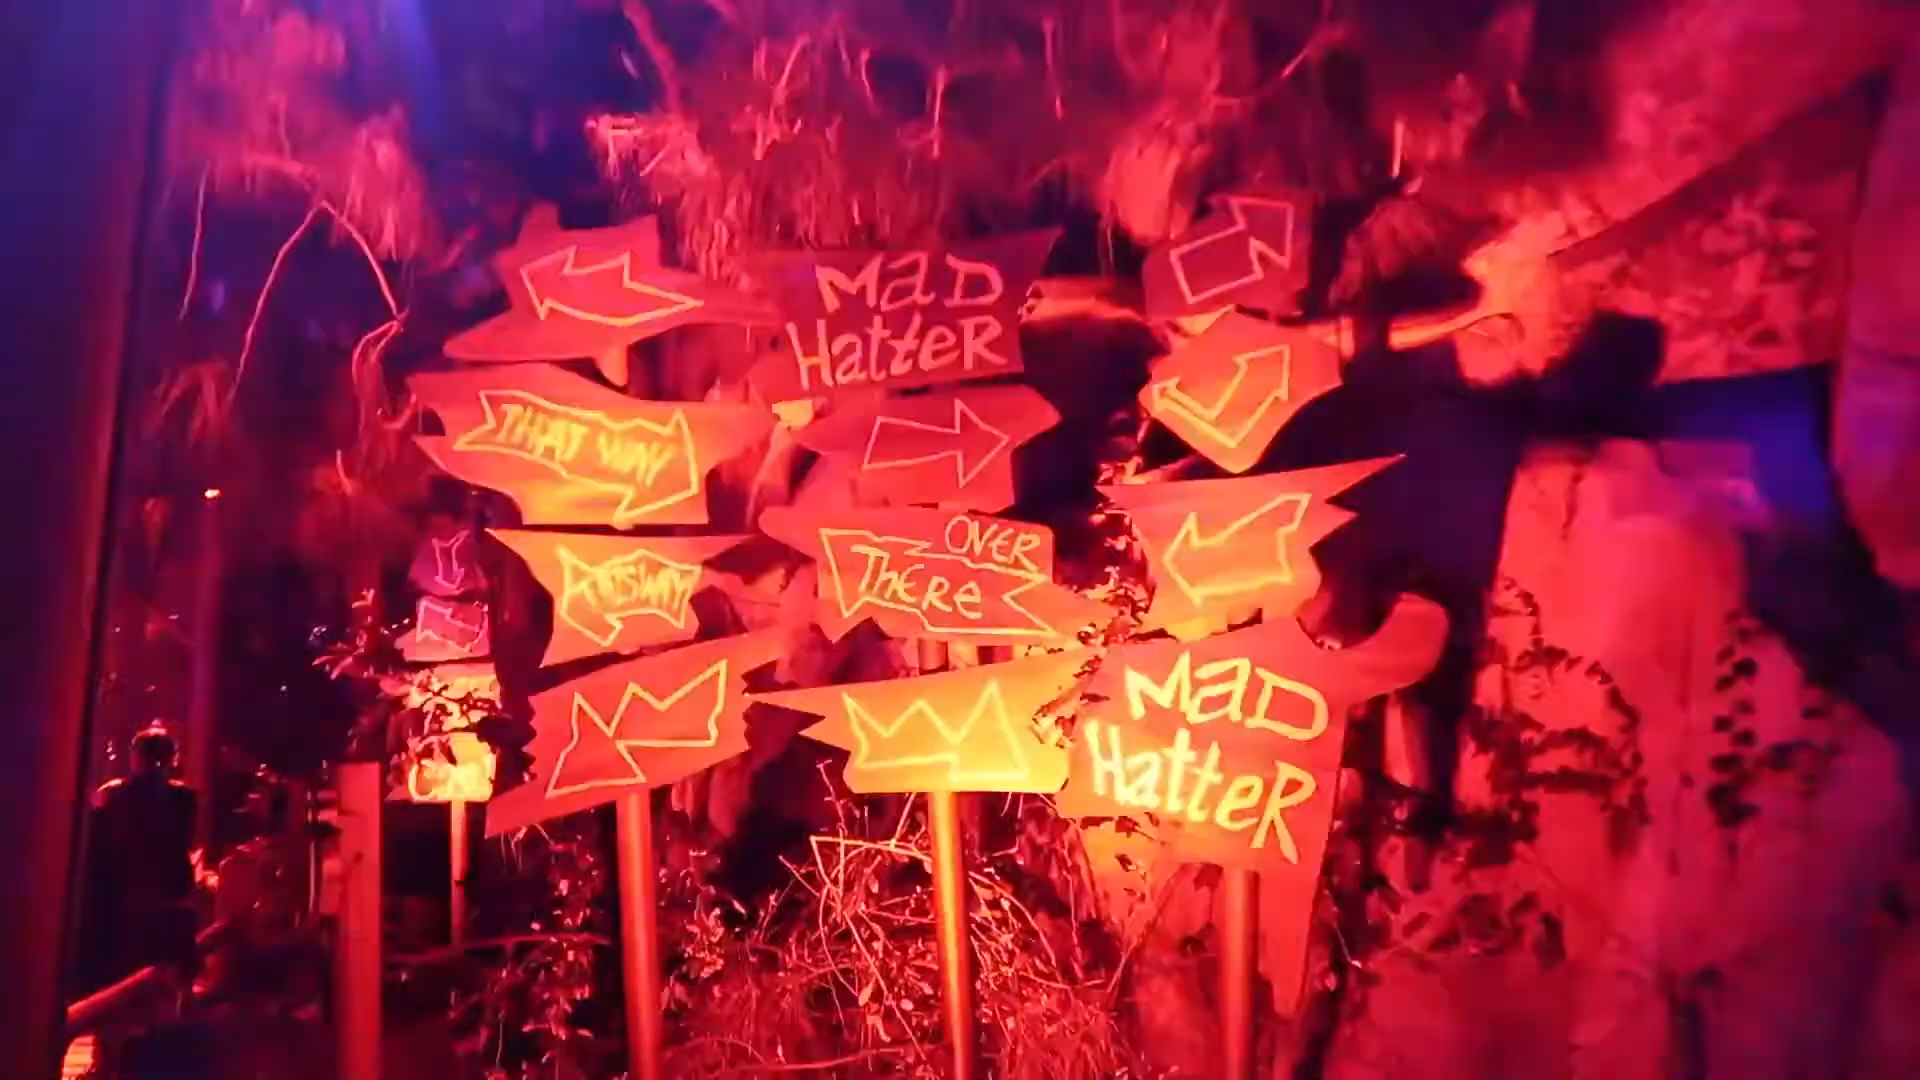 MaD
HatteR
THAT WAY
OVER
THeRe
MaD
HatteR